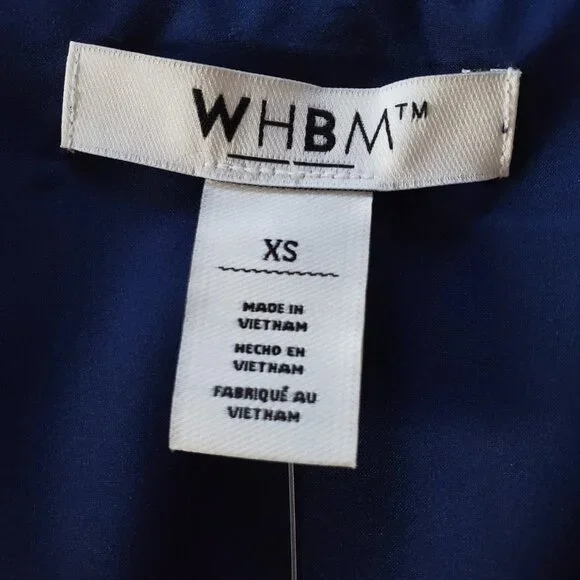 WHBM™
XS
MADE IN
VIETNAM
HECHO EN
VIETNAM
FABRIQUÉ AU
VIETNAM